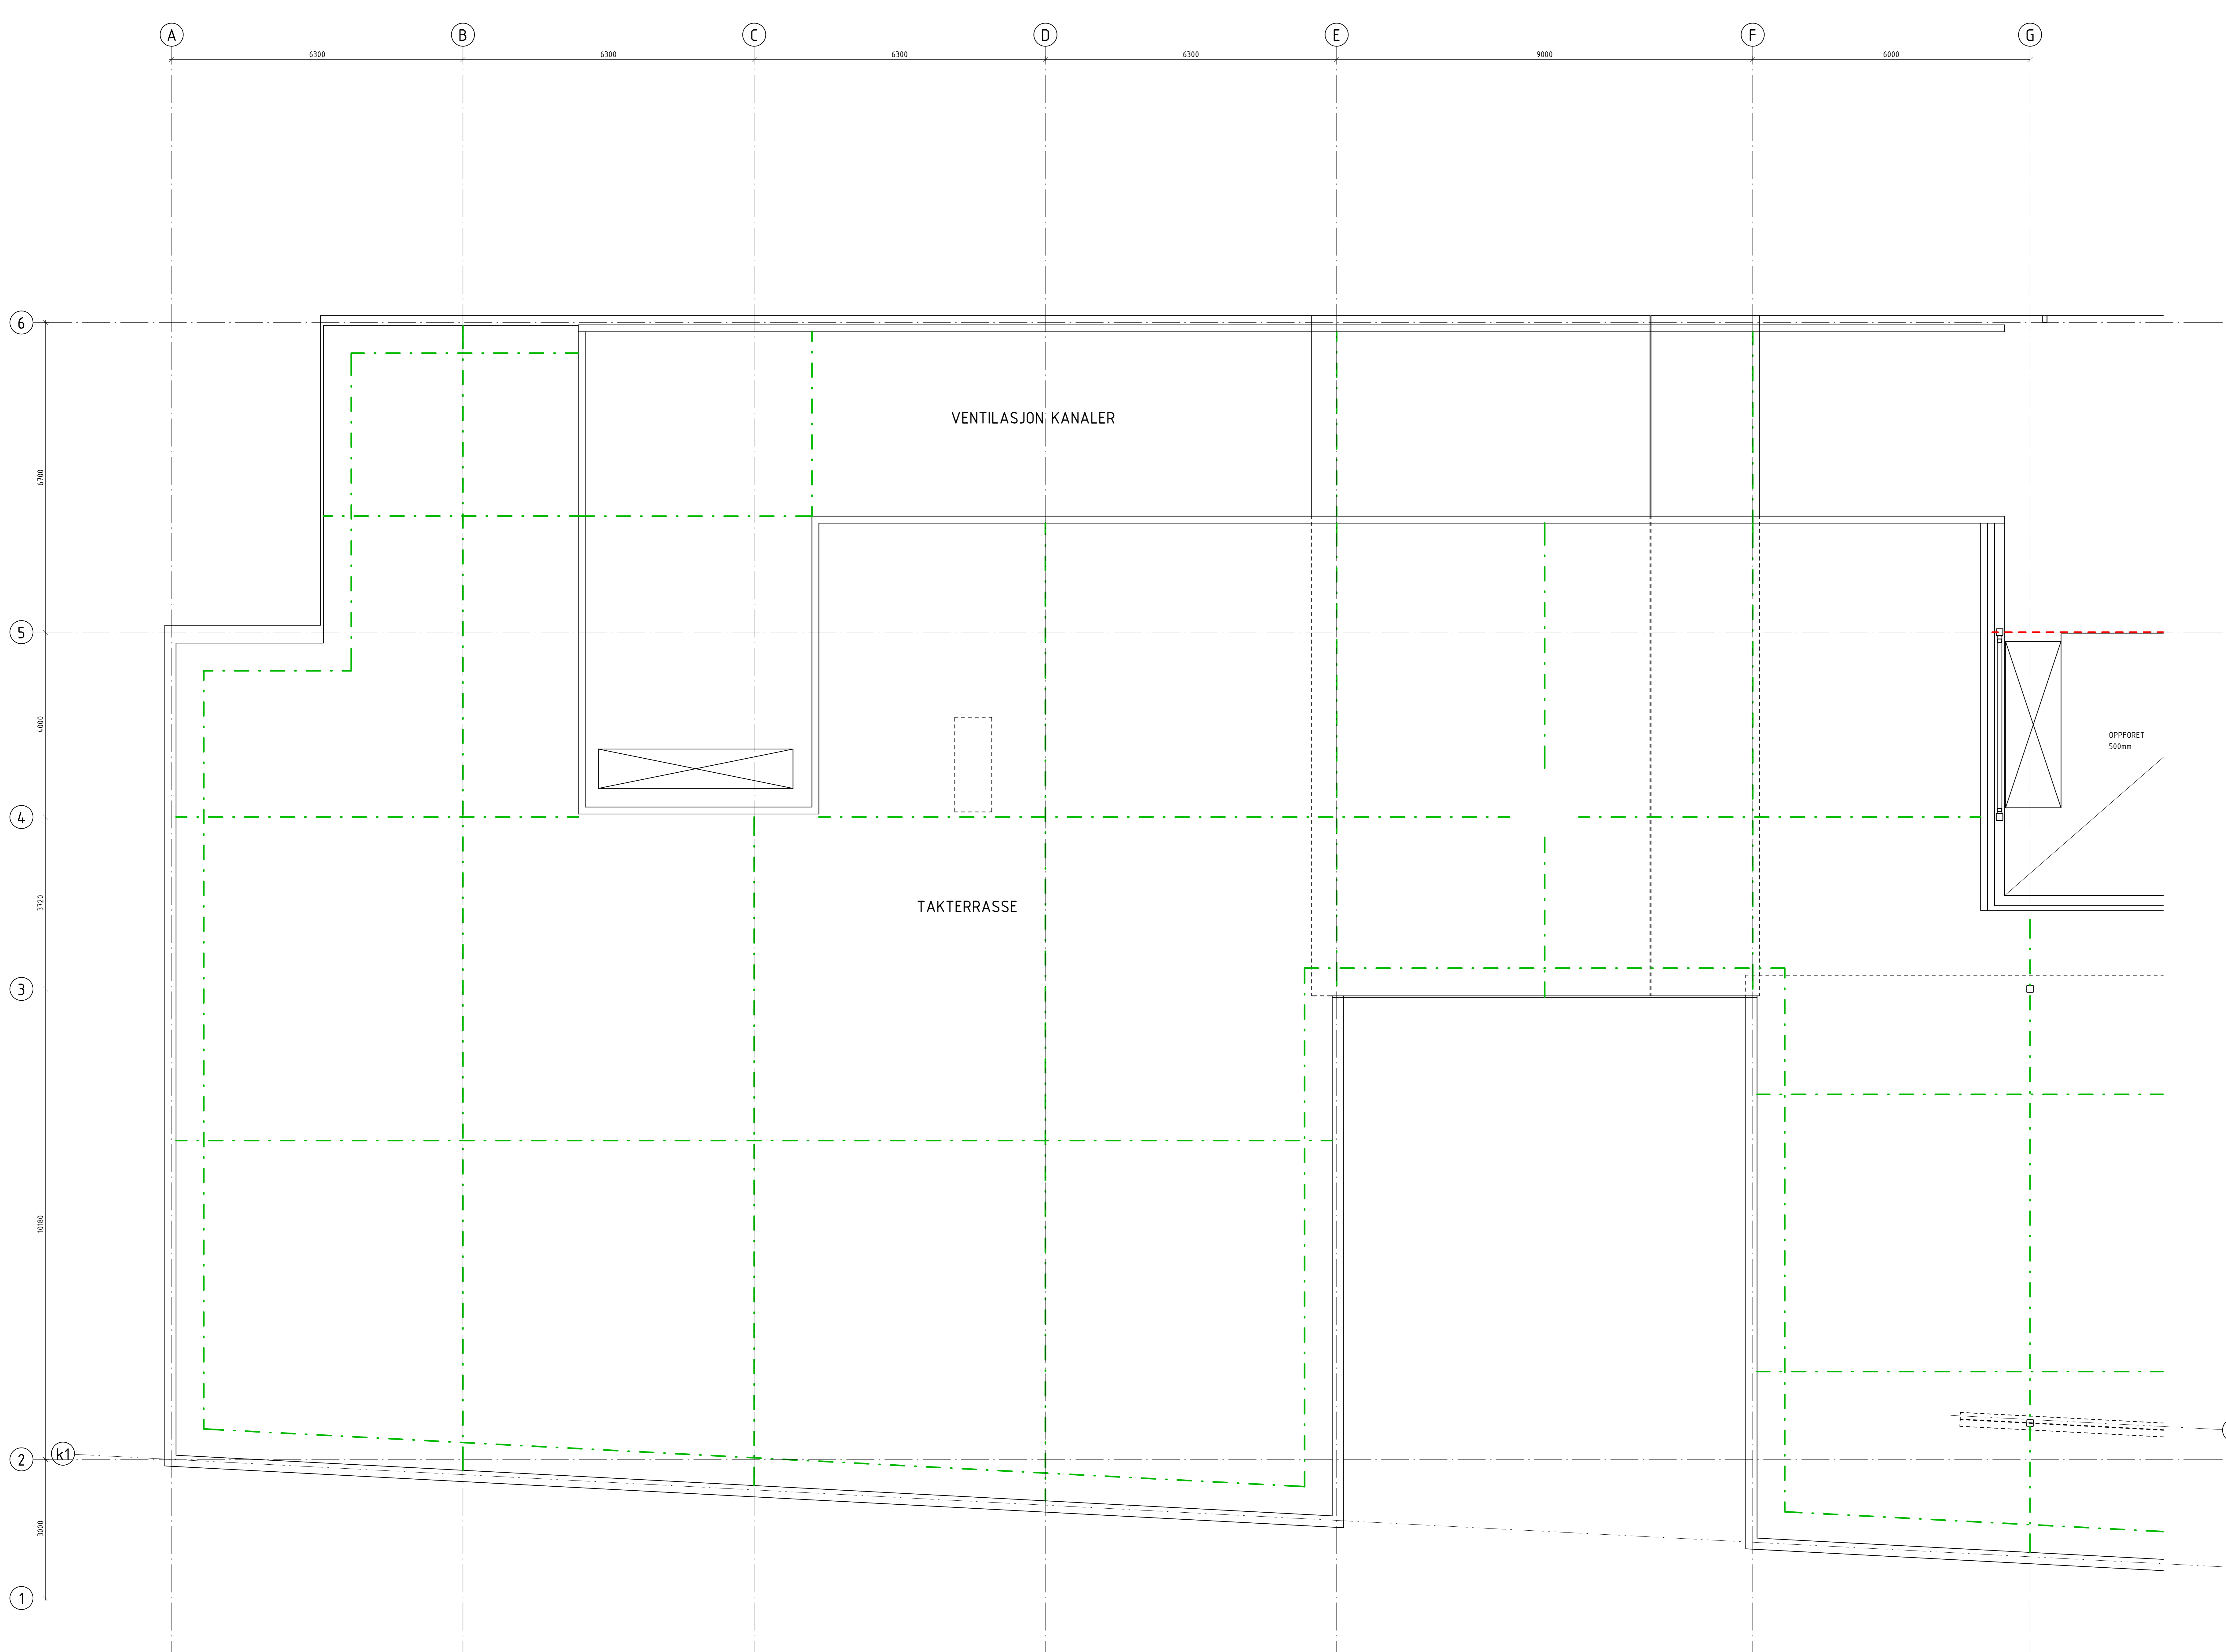 A
B
C
D
E
F
G
6300
6300
6300
6300
9000
6000
6
VENTILASJON KANALER
6700
5
4000
OPPFORET
500mm
4
3720
TAKTERRASSE
3
10180
k1
2
3000
1